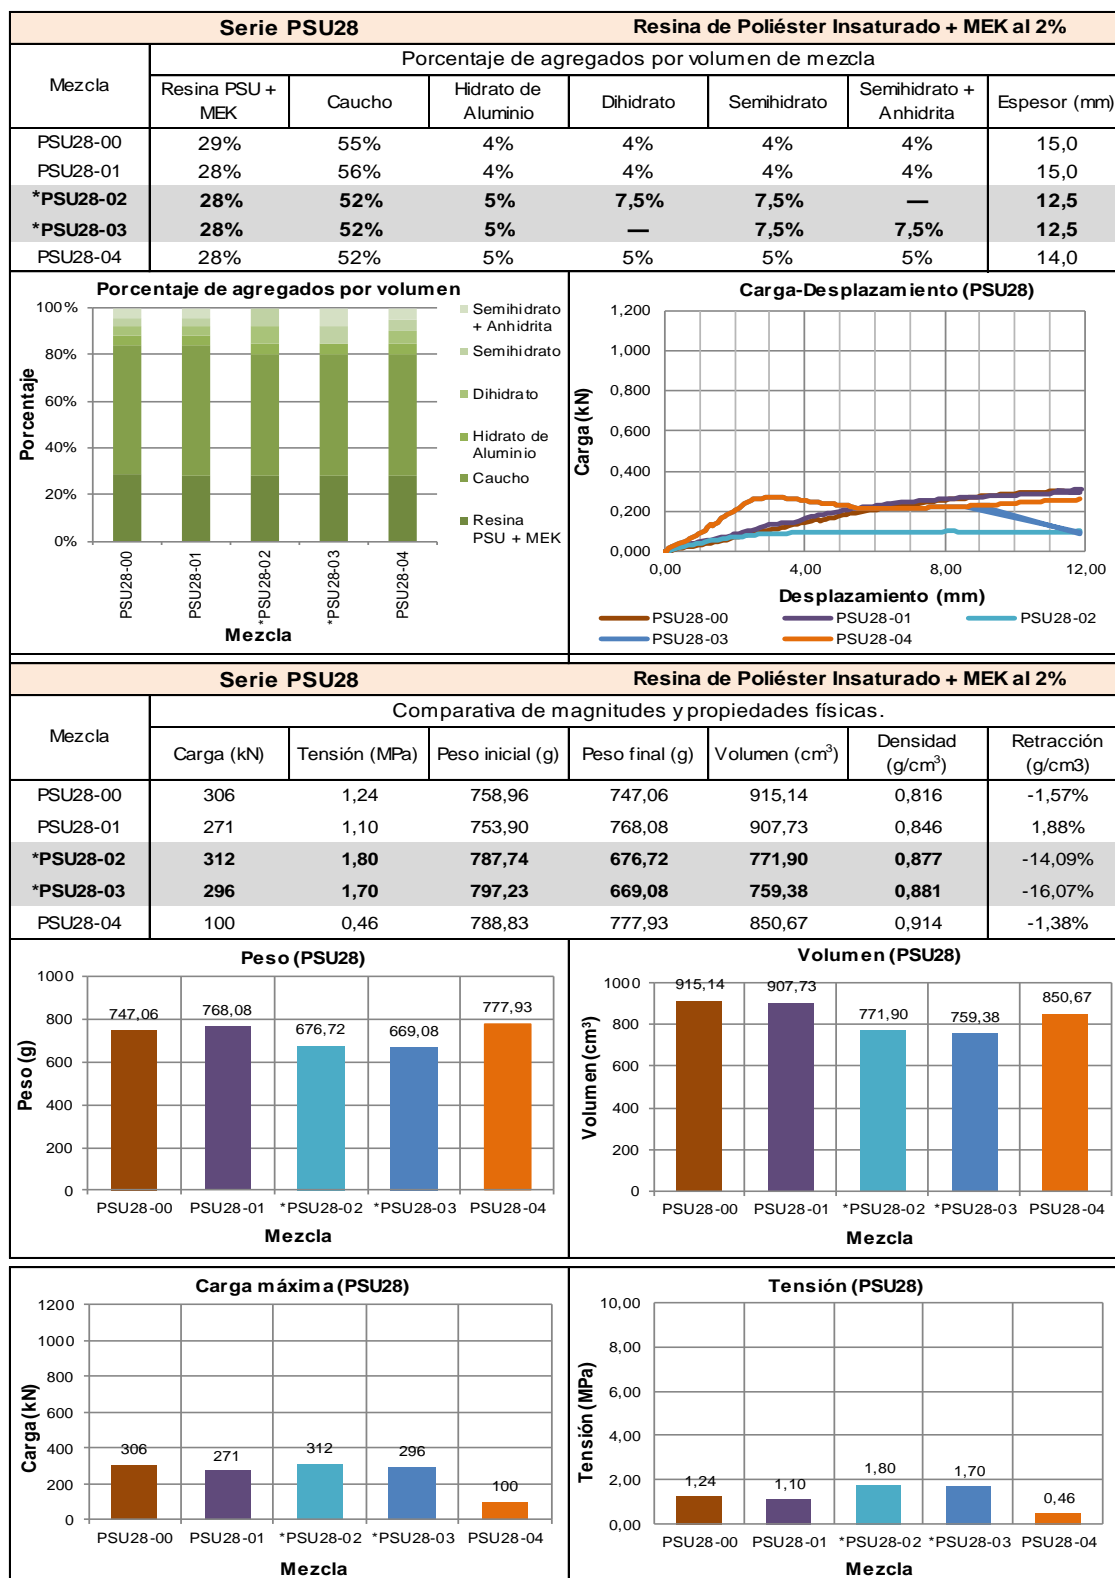 Serie PSU28 Resina de Poliéster Insaturado + MEK al 2%
Mezcla Porcentaje de agregados por volumen de mezcla
Resina PSU + MEK Caucho Hidrato de Aluminio Dihidrato Semihidrato Semihidrato + Anhidrita Espesor (mm)
PSU28-00 29% 55% 4% 4% 4% 4% 15,0
PSU28-01 28% 56% 4% 4% 4% 4% 15,0
*PSU28-02 28% 52% 5% 7,5% 7,5% — 12,5
*PSU28-03 28% 52% 5% — 7,5% 7,5% 12,5
PSU28-04 28% 52% 5% 5% 5% 5% 14,0
Porcentaje de agregados por volumen
100%
80%
60%
40%
20%
0%
Porcentaje
PSU28-00
PSU28-01
*PSU28-02
*PSU28-03
PSU28-04
Mezcla
Semihidrato
+ Anhidrita
Semihidrato
Dihidrato
Hidrato de
Aluminio
Caucho
Resina
PSU + MEK
Carga-Desplazamiento (PSU28)
1,200
1,000
0,800
0,600
0,400
0,200
0,000
Carga (kN)
0,00 4,00 8,00 12,00
Desplazamiento (mm)
PSU28-00 PSU28-01 PSU28-02
PSU28-03 PSU28-04
Serie PSU28 Resina de Poliéster Insaturado + MEK al 2%
Mezcla Comparativa de magnitudes y propiedades físicas.
Carga (kN) Tensión (MPa) Peso inicial (g) Peso final (g) Volumen (cm³) Densidad (g/cm³) Retracción (g/cm3)
PSU28-00 306 1,24 758,96 747,06 915,14 0,816 -1,57%
PSU28-01 271 1,10 753,90 768,08 907,73 0,846 1,88%
*PSU28-02 312 1,80 787,74 676,72 771,90 0,877 -14,09%
*PSU28-03 296 1,70 797,23 669,08 759,38 0,881 -16,07%
PSU28-04 100 0,46 788,83 777,93 850,67 0,914 -1,38%
Peso (PSU28)
1000
800
600
400
200
0
Peso (g)
747,06 768,08 676,72 669,08 777,93
PSU28-00 PSU28-01 *PSU28-02 *PSU28-03 PSU28-04
Mezcla
Volumen (PSU28)
1000
800
600
400
200
0
Volumen (cm³)
915,14 907,73 771,90 759,38 850,67
PSU28-00 PSU28-01 *PSU28-02 *PSU28-03 PSU28-04
Mezcla
Carga máxima (PSU28)
1200
1000
800
600
400
200
0
Carga (kN)
306 271 312 296 100
PSU28-00 PSU28-01 *PSU28-02 *PSU28-03 PSU28-04
Mezcla
Tensión (PSU28)
10,00
8,00
6,00
4,00
2,00
0,00
Tensión (MPa)
1,24 1,10 1,80 1,70 0,46
PSU28-00 PSU28-01 *PSU28-02 *PSU28-03 PSU28-04
Mezcla